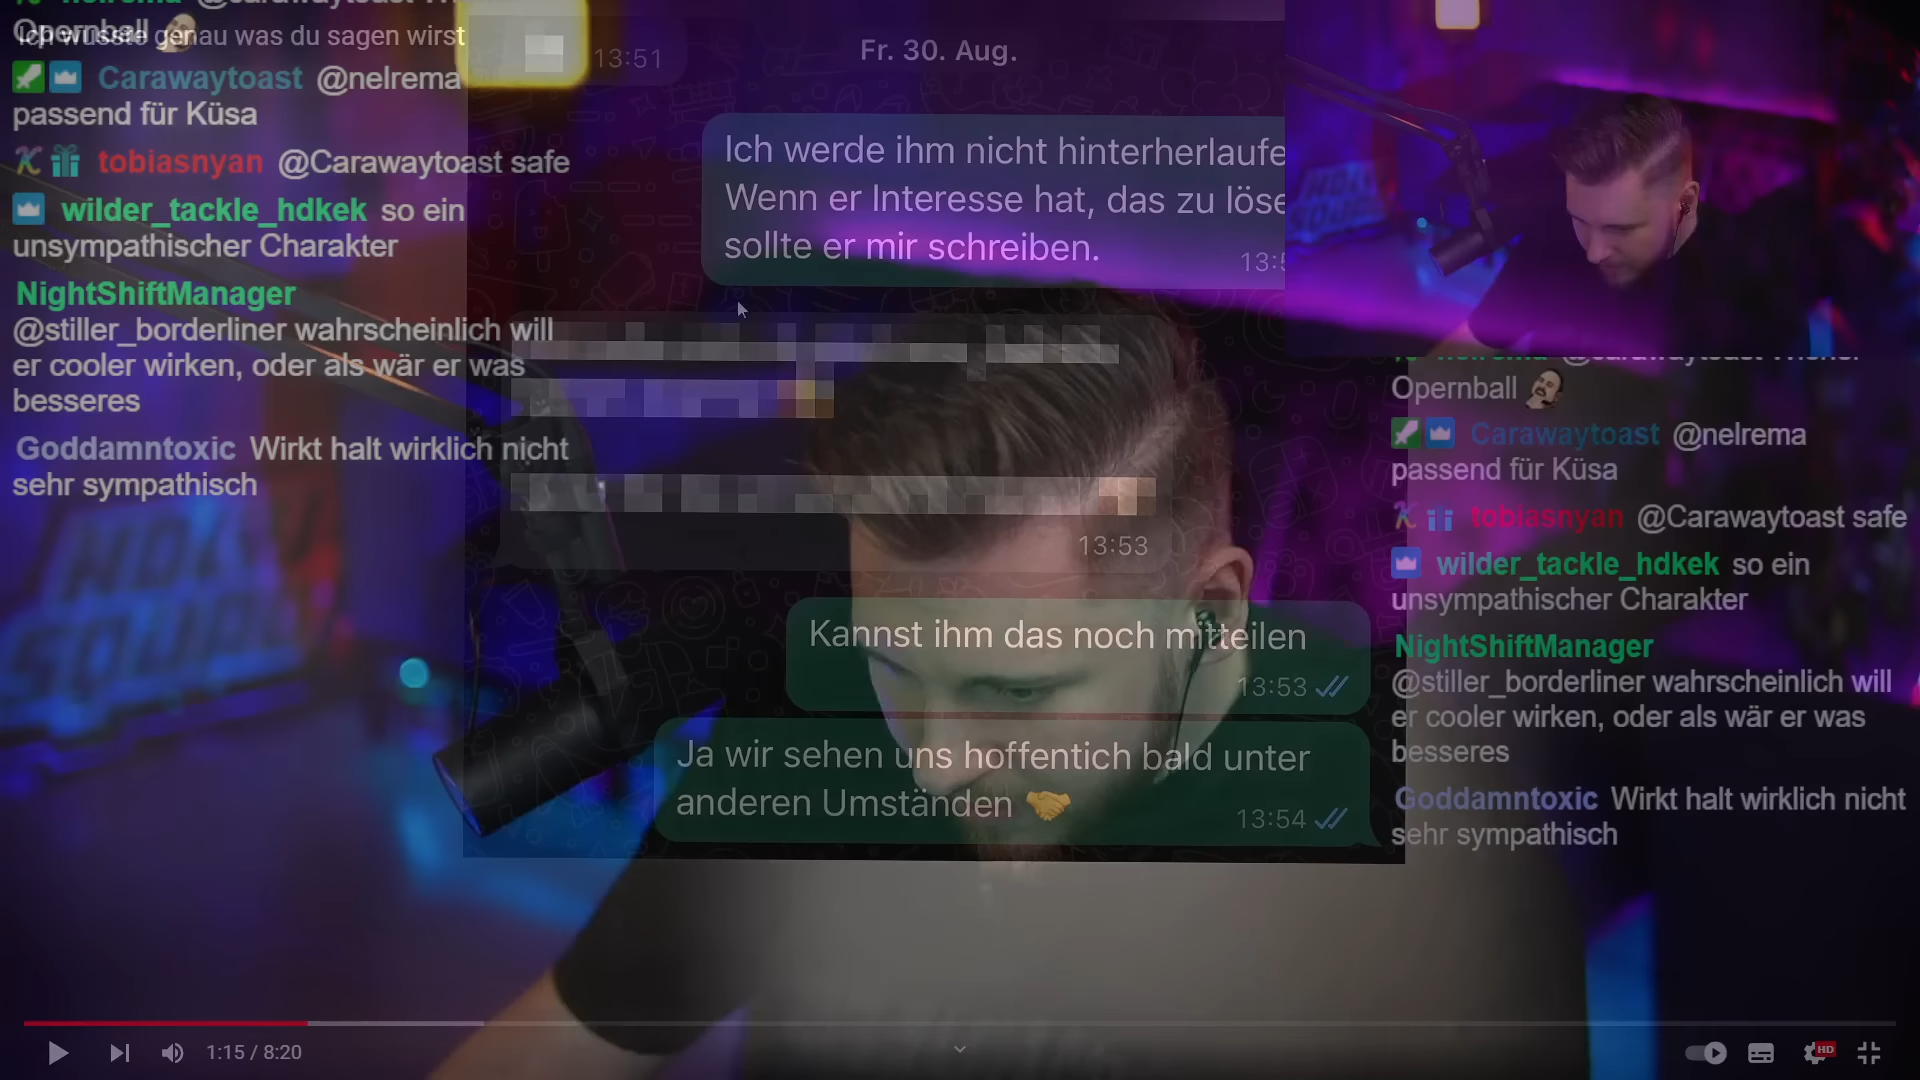 Opernball
Ich wusste genau was du sagen wirst
Carawaytoast @nelrema
passend für Küsa
tobiasnyan @Carawaytoast safe
wilder_tackle_hdkek so ein
unsympathischer Charakter
NightShiftManager
@stiller_borderliner wahrscheinlich will
er cooler wirken, oder als wär er was
besseres
Goddamntoxic Wirkt halt wirklich nicht
sehr sympathisch
13:51
Fr. 30. Aug.
Ich werde ihm nicht hinterherlaufe
Wenn er Interesse hat, das zu löse
sollte er mir schreiben.
13:5
13:53
Kannst ihm das noch mitteilen
13:53
Ja wir sehen uns hoffentich bald unter
anderen Umständen
13:54
Opernball
Carawaytoast @nelrema
passend für Küsa
tobiasnyan @Carawaytoast safe
wilder_tackle_hdkek so ein
unsympathischer Charakter
NightShiftManager
@stiller_borderliner wahrscheinlich will
er cooler wirken, oder als wär er was
besseres
Goddamntoxic Wirkt halt wirklich nicht
sehr sympathisch
1:15 / 8:20
HD